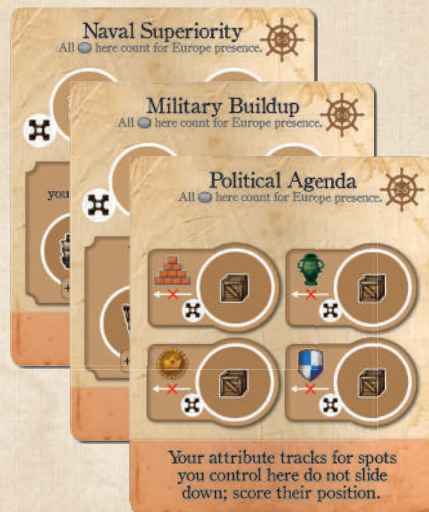 Naval Superiority
All here count for Europe presence.
Military Buildup
All here count for Europe presence.
you
Political Agenda
All here count for Europe presence.
Your attribute tracks for spots
you control here do not slide
down; score their position.